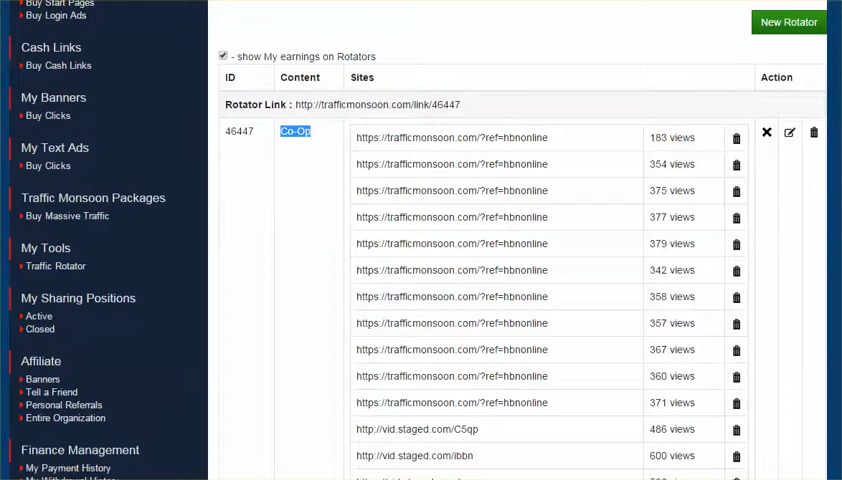 Buy Start Pages
Buy Login Ads
Cash Links
Buy Cash Links
My Banners
Buy Clicks
My Text Ads
Buy Clicks
Traffic Monsoon Packages
Buy Massive Traffic
My Tools
Traffic Rotator
My Sharing Positions
Active
Closed
Affiliate
Banners
Tell a Friend
Personal Referrals
Entire Organization
Finance Management
My Payment History
My Withdrawal History
New Rotator
- show My earnings on Rotators
ID Content Sites Action
Rotator Link : http://trafficmonsoon.com/link/46447
46447 Co-Op https://trafficmonsoon.com/?ref=hbnonline 183 views
https://trafficmonsoon.com/?ref=hbnonline 354 views
https://trafficmonsoon.com/?ref=hbnonline 375 views
https://trafficmonsoon.com/?ref=hbnonline 377 views
https://trafficmonsoon.com/?ref=hbnonline 379 views
https://trafficmonsoon.com/?ref=hbnonline 342 views
https://trafficmonsoon.com/?ref=hbnonline 358 views
https://trafficmonsoon.com/?ref=hbnonline 357 views
https://trafficmonsoon.com/?ref=hbnonline 367 views
https://trafficmonsoon.com/?ref=hbnonline 360 views
https://trafficmonsoon.com/?ref=hbnonline 371 views
http://vid.staged.com/C5qp 486 views
http://vid.staged.com/ibbn 600 views